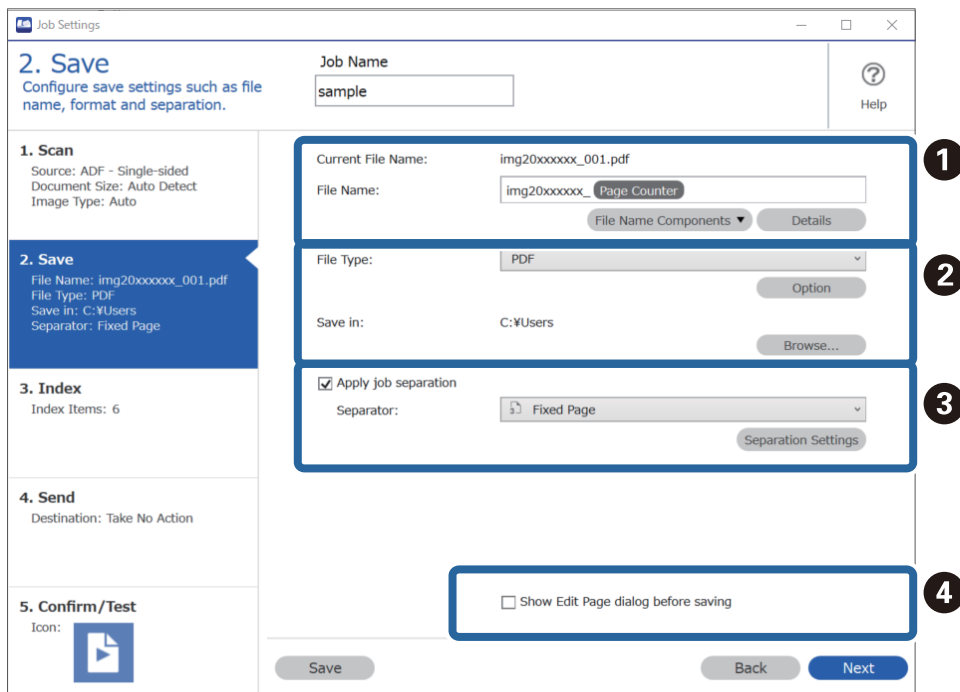 Job Settings
2. Save
Configure save settings such as file
name, format and separation.
Job Name
sample
Help
1. Scan
Source: ADF - Single-sided
Document Size: Auto Detect
Image Type: Auto
2. Save
File Name: img20xxxxxx_001.pdf
File Type: PDF
Save in: C:¥Users
Separator: Fixed Page
3. Index
Index Items: 6
4. Send
Destination: Take No Action
5. Confirm/Test
Icon:
Current File Name: img20xxxxxx_001.pdf
File Name: img20xxxxxx_ Page Counter
File Name Components ▼ Details
1
File Type: PDF
Option
Save in: C:¥Users
Browse...
2
Apply job separation
Separator: Fixed Page
Separation Settings
3
Show Edit Page dialog before saving
4
Save Back Next